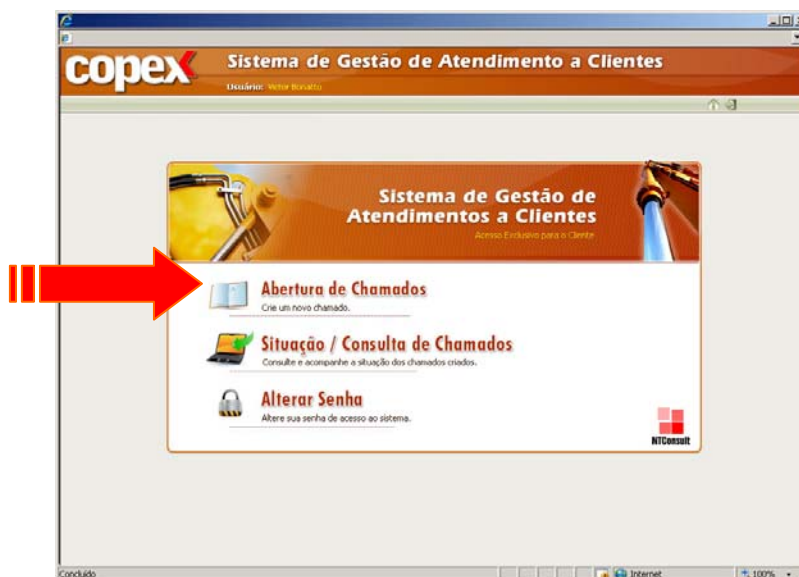 copex
Sistema de Gestão de Atendimento a Clientes
Usuário: Victor Bonatto
Sistema de Gestão de
Atendimentos a Clientes
Acesso Exclusivo para o Cliente
Abertura de Chamados
Crie um novo chamado.
Situação / Consulta de Chamados
Consulte e acompanhe a situação dos chamados criados.
Alterar Senha
Altere sua senha de acesso ao sistema.
NTConsult
Concluído
Internet
100%